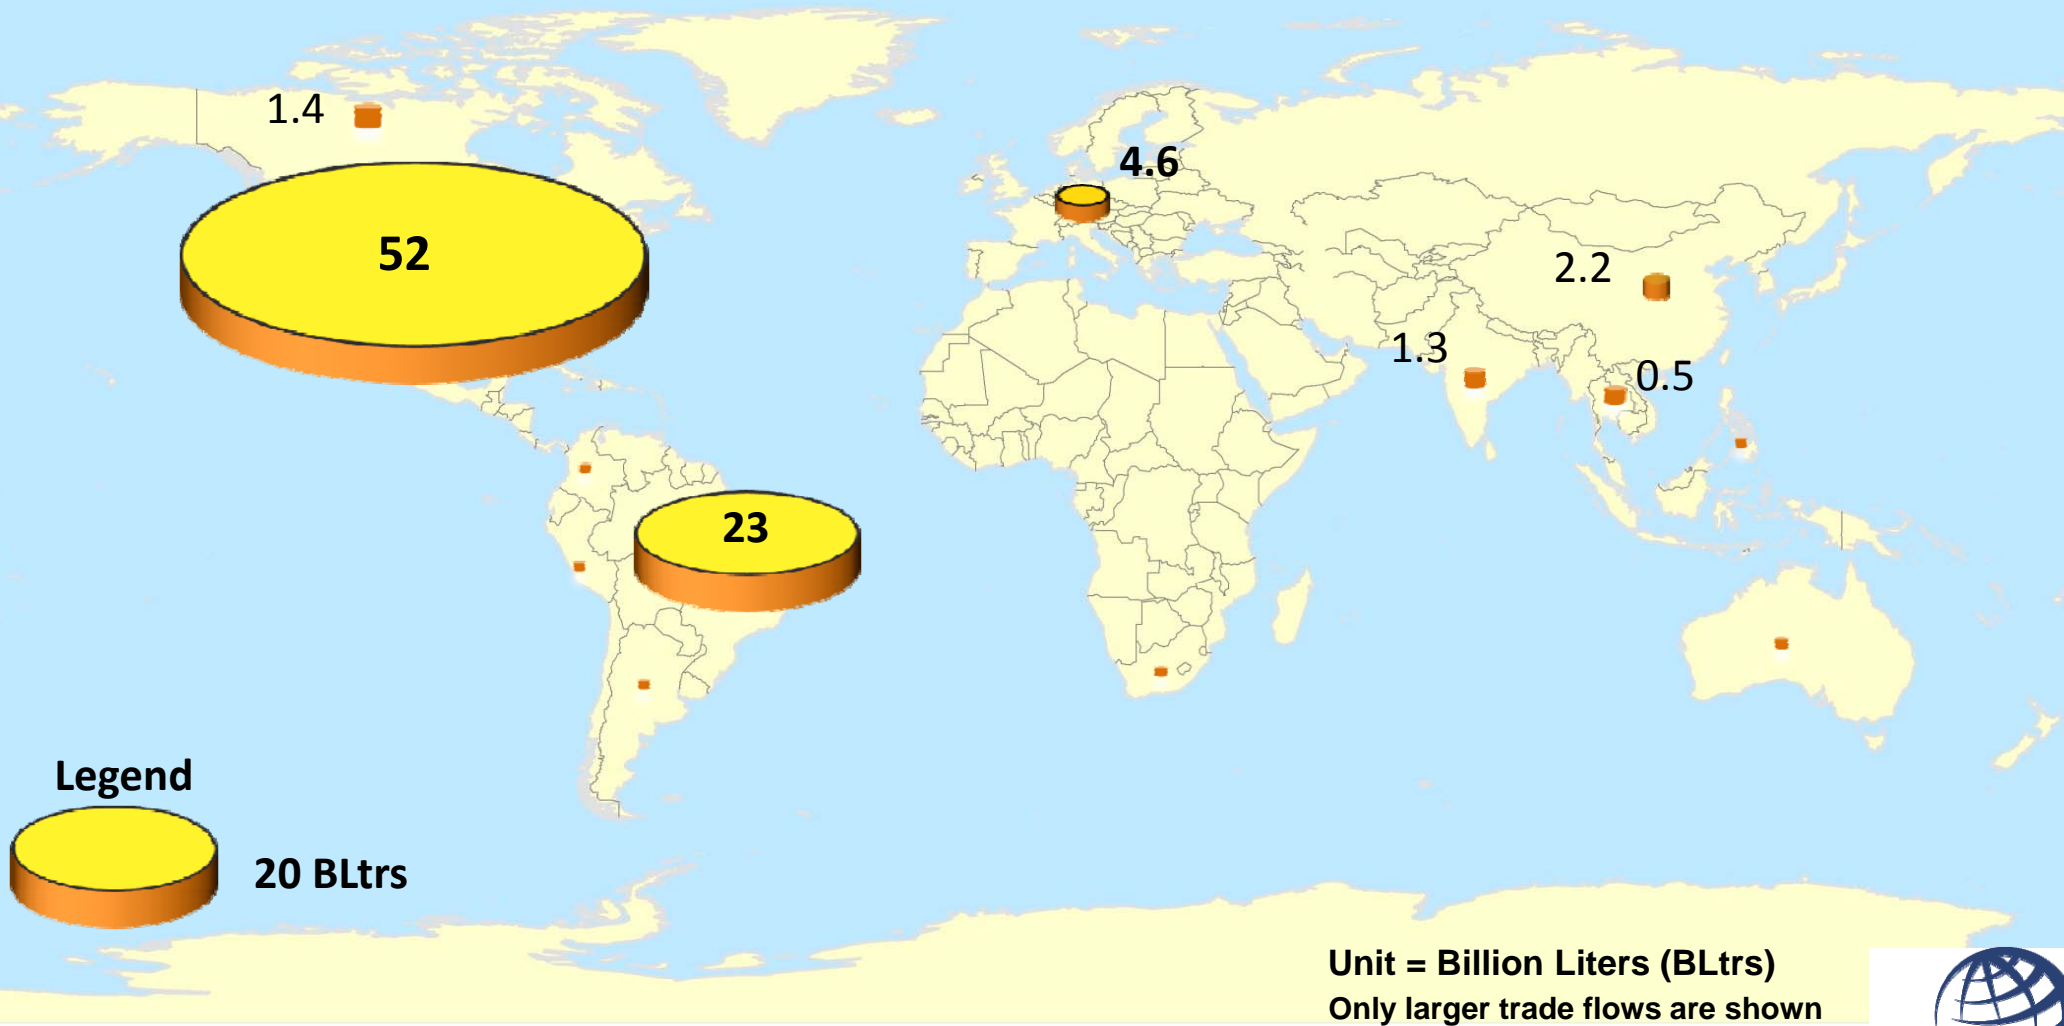 1.4
4.6
52
2.2
1.3
0.5
23
Legend
20 BLtrs
Unit = Billion Liters (BLtrs)
Only larger trade flows are shown